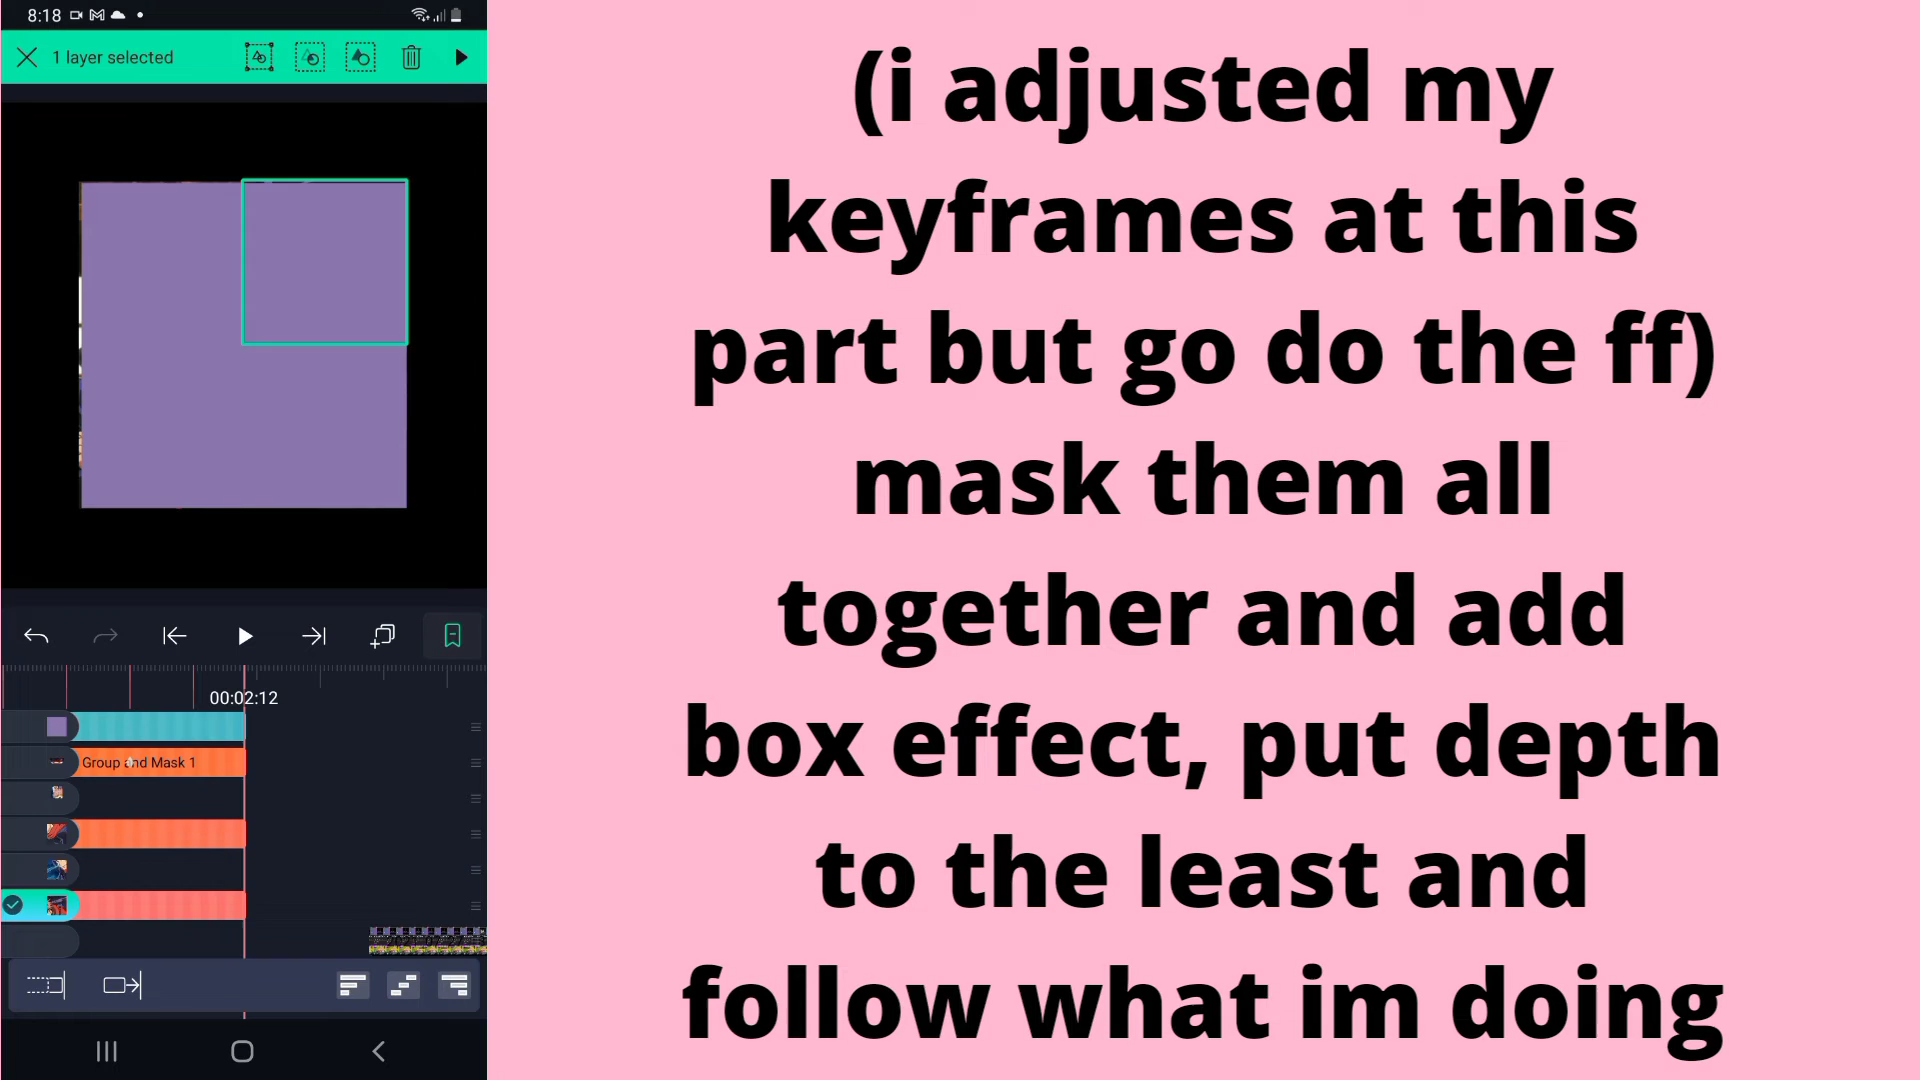 8:18
1 layer selected
00:02:12
Group and Mask 1
(i adjusted my
keyframes at this
part but go do the ff)
mask them all
together and add
box effect, put depth
to the least and
follow what im doing